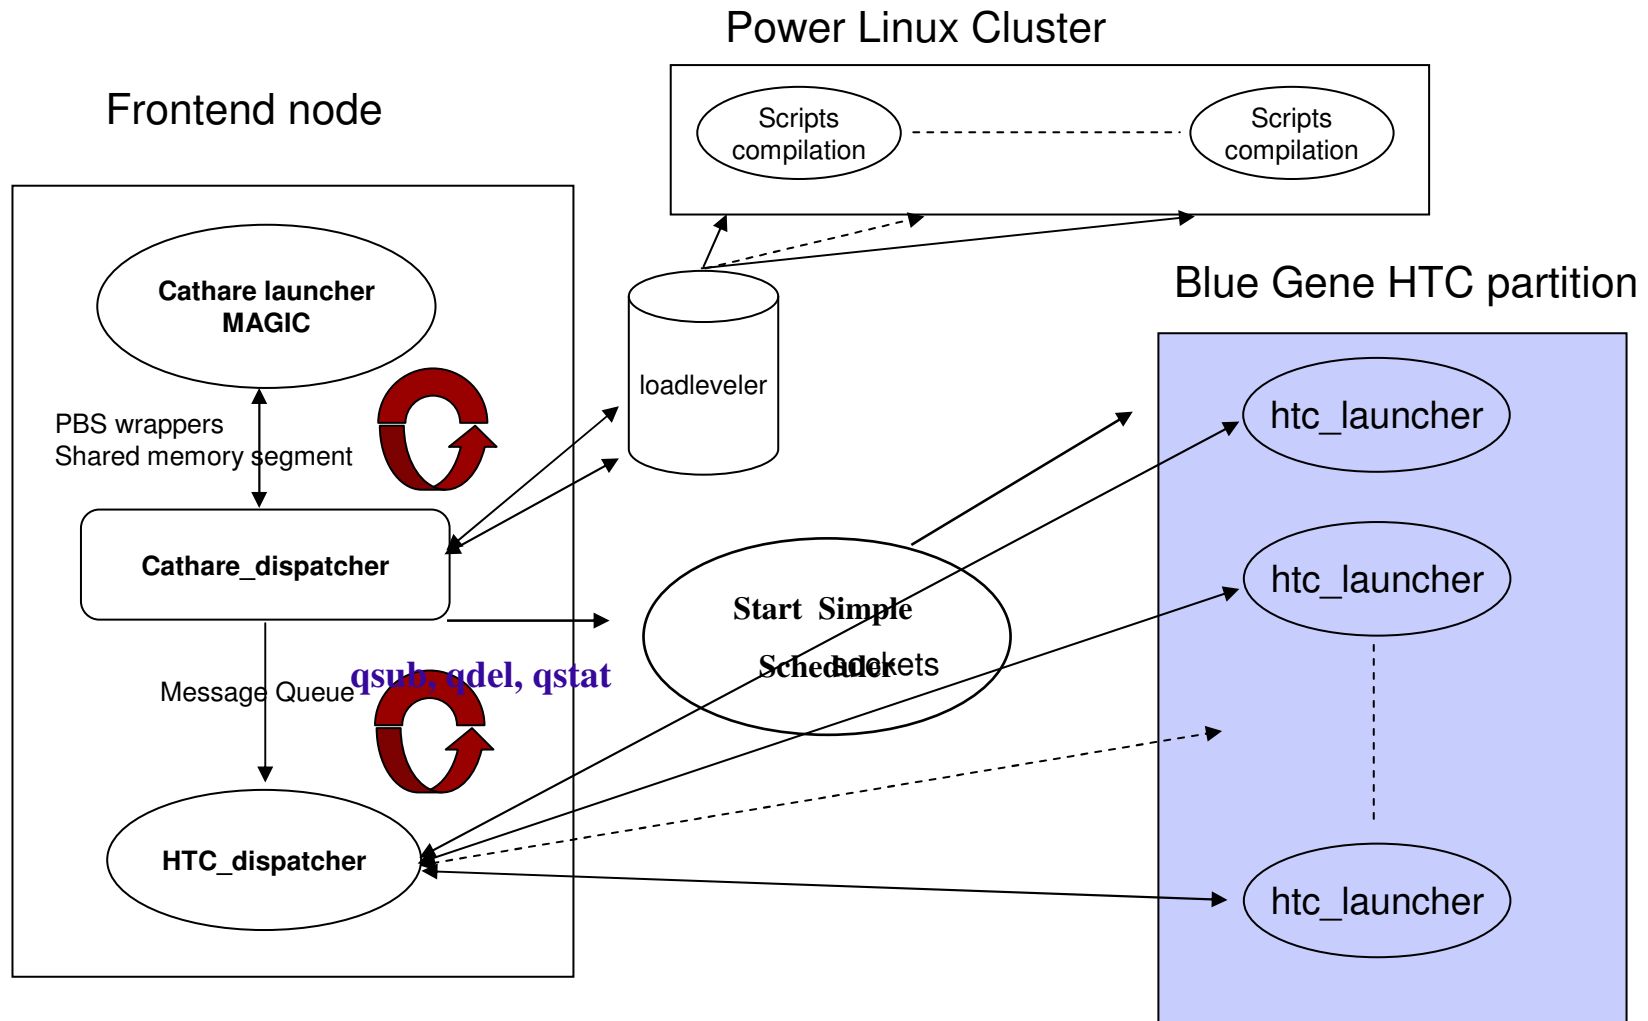 Power Linux Cluster
Frontend node
Scripts
compilation
Scripts
compilation
Cathare launcher
MAGIC
Blue Gene HTC partition
loadleveler
PBS wrappers
Shared memory segment
htc_launcher
Cathare_dispatcher
htc_launcher
Start Simple
Scheduler
sockets
qsub, qdel, qstat
Message Queue
HTC_dispatcher
htc_launcher